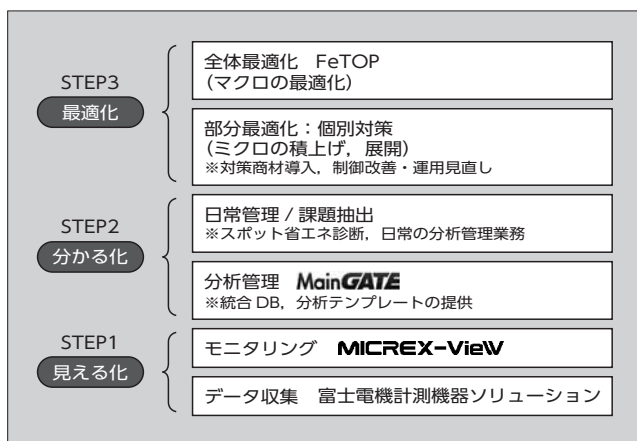 STEP3
最適化
全体最適化 FeTOP
(マクロの最適化)
部分最適化：個別対策
(ミクロの積上げ，展開)
※対策商材導入，制御改善・運用見直し
STEP2
分かる化
日常管理 / 課題抽出
※スポット省エネ診断，日常の分析管理業務
分析管理 MainGATE
※統合 DB，分析テンプレートの提供
STEP1
見える化
モニタリング MICREX-VieW
データ収集 富士電機計測機器ソリューション